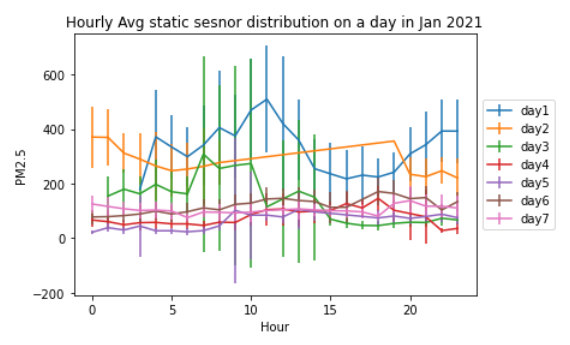 Hourly Avg static sesnor distribution on a day in Jan 2021
PM2.5
600
400
200
0
−200
0
5
10
15
20
Hour
day1
day2
day3
day4
day5
day6
day7